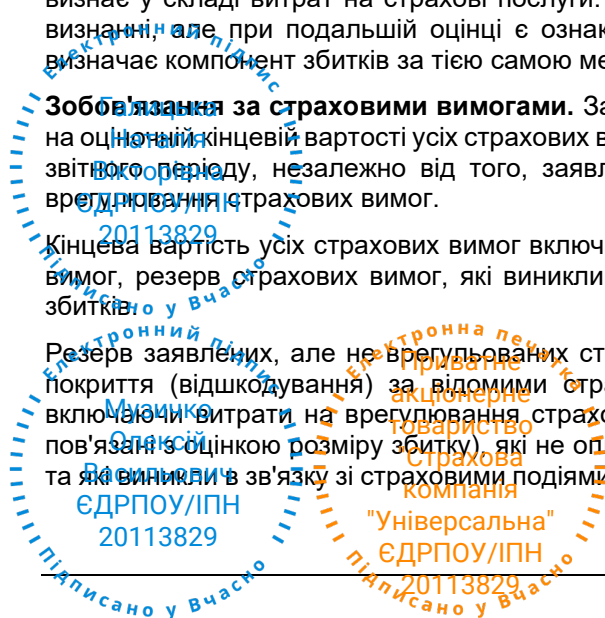 визнає у складі витрат на страхові послуги.
визнанні, але при подальшій оцінці є ознак
визначає компонент збитків за тією самою ме
Зобов'язання за страховими вимогами. За
на оціночній кінцевій вартості усіх страхових в
звітного періоду, незалежно від того, заявл
врегулювання страхових вимог.
Кінцева вартість усіх страхових вимог включ
вимог, резерв страхових вимог, які виникли
збитків.
Резерв заявлених, але не врегульованих ст
покриття (відшкодування) за відомими стра
включаючи витрати на врегулювання страхо
пов'язані з оцінкою розміру збитку), які не оп
та які виникли в зв'язку зі страховими подіями
Електронний підпис
Галицька
Наталія
Вікторівна
ЄДРПОУ/ІПН
20113829
Підписано у Вчасно
Електронний підпис
Музичко
Олексій
Васильович
ЄДРПОУ/ІПН
20113829
Підписано у Вчасно
Електронна печатка
Приватне
акціонерне
товариство
"Страхова
компанія
"Універсальна"
ЄДРПОУ/ІПН
20113829
Підписано у Вчасно